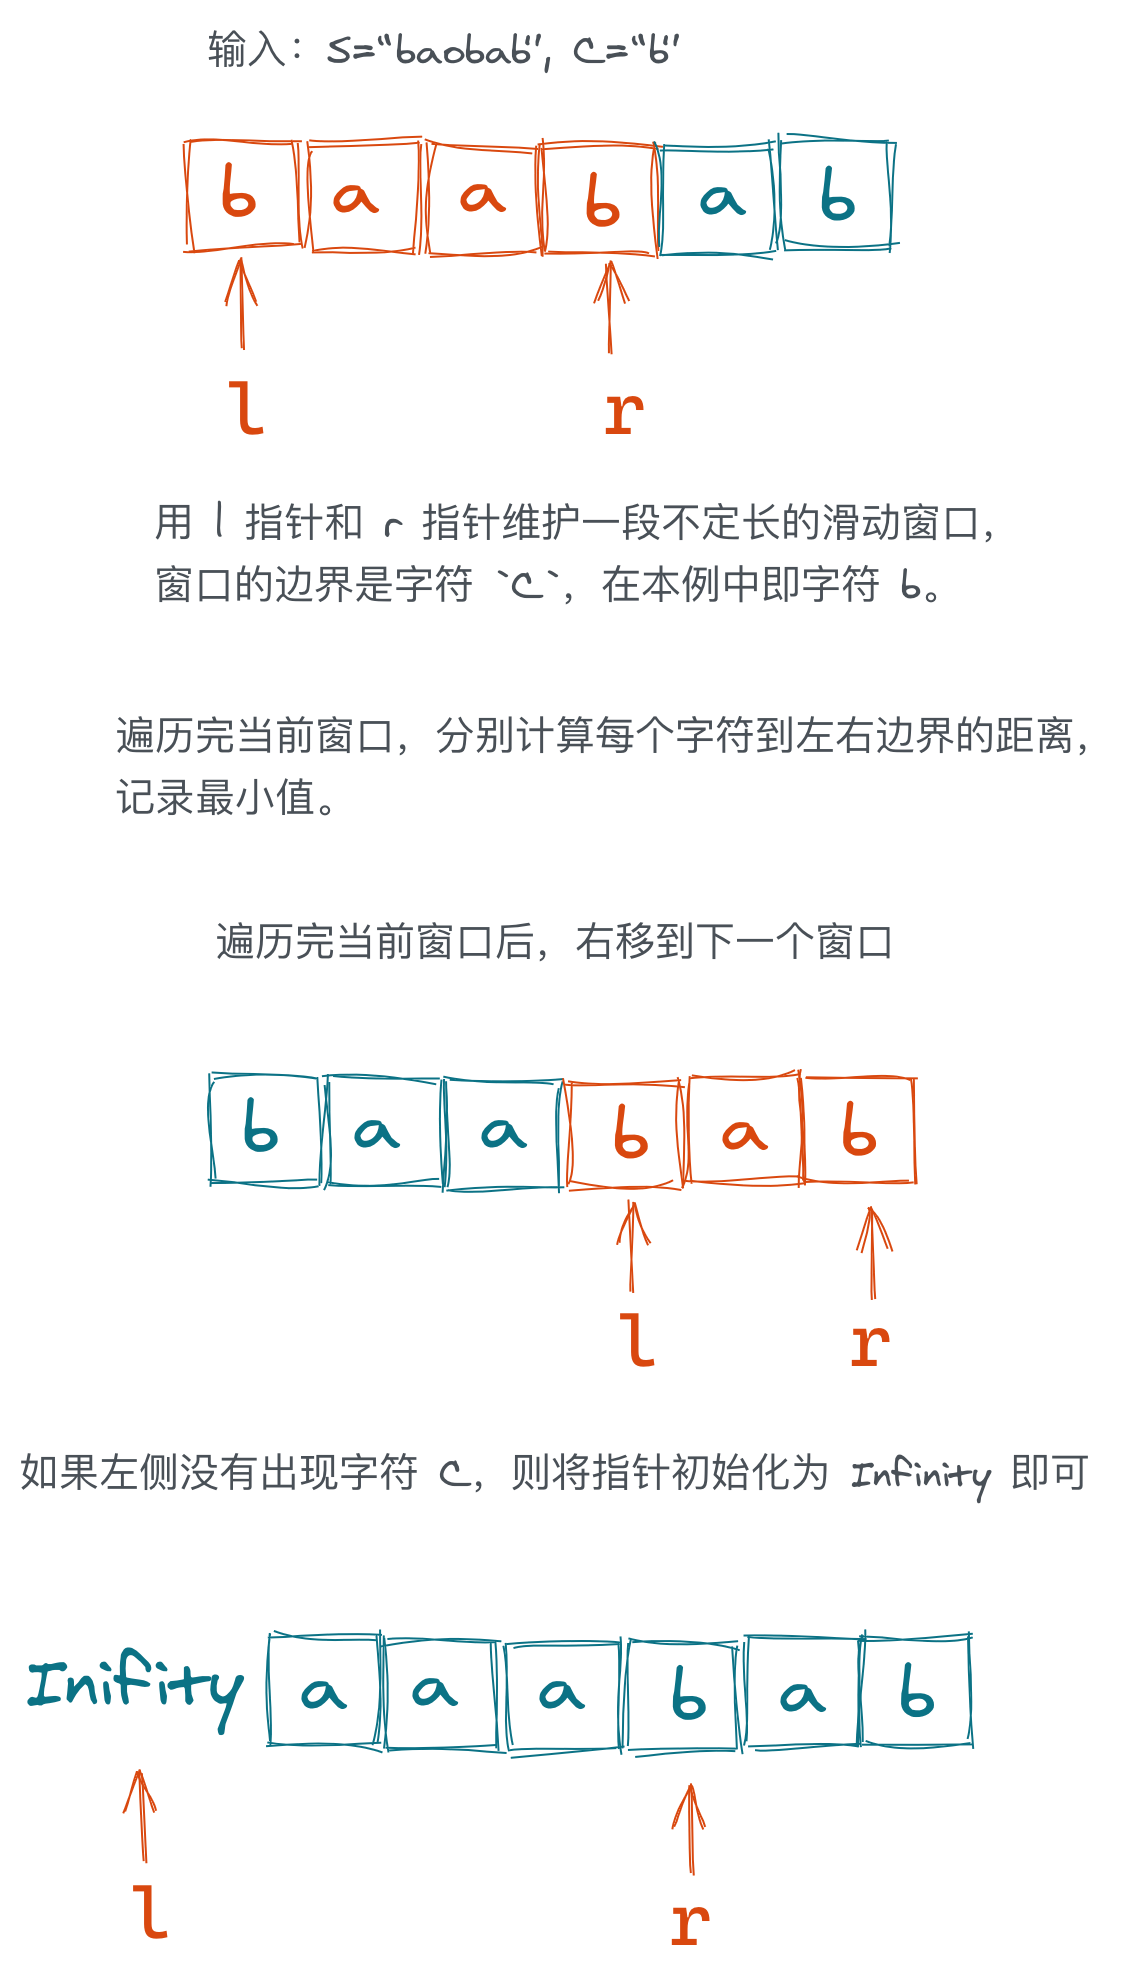 输入：S="baobab", C="b"
b a a b a b
l r
用 l 指针和 r 指针维护一段不定长的滑动窗口，
窗口的边界是字符 `C`，在本例中即字符 b。
遍历完当前窗口，分别计算每个字符到左右边界的距离，
记录最小值。
遍历完当前窗口后，右移到下一个窗口
b a a b a b
l r
如果左侧没有出现字符 C，则将指针初始化为 Infinity 即可
Inifity a a a b a b
l r